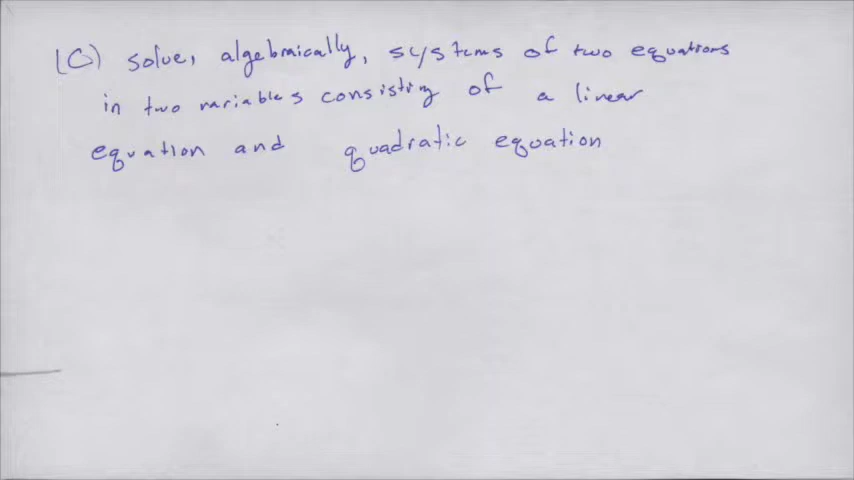 (C) solve, algebraically, systems of two equations
in two variables consisting of a linear
equation and quadratic equation